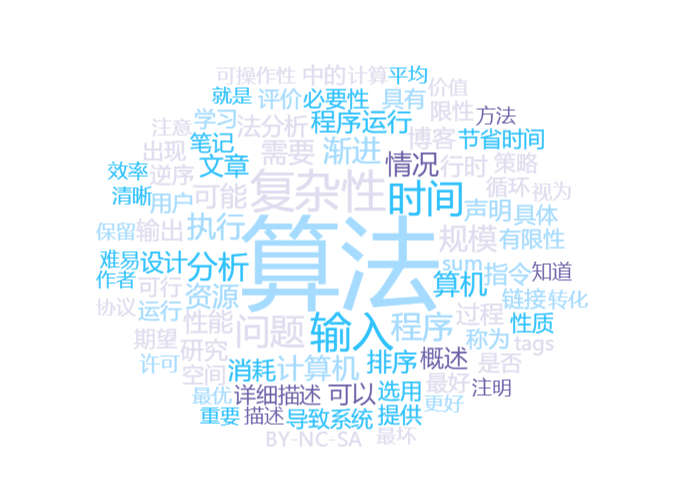 可操作性 中的 计算 平均
就是 评价 必要性 具有 价值
限性 方法
注意 学习 法分析 程序运行 博客 节省时间
出现 笔记 需要 渐进 情况 行时 策略
效率 逆序 文章 复杂性 时间 循环 视为
清晰 用户 可能 声明 具体
保留 输出 执行 算法 规模 有限性
难易 设计 分析 sum 指令 知道
作者 可行 资源 算机 链接 转化
协议 运行 性能 问题 输入 程序 过程 性质
期望 研究 称为 tags
许可 空间 消耗 计算机 排序 概述 是否
最优 详细描述 可以 选用 最好 注明
重要 描述 导致系统 提供 更好
BY-NC-SA 最坏